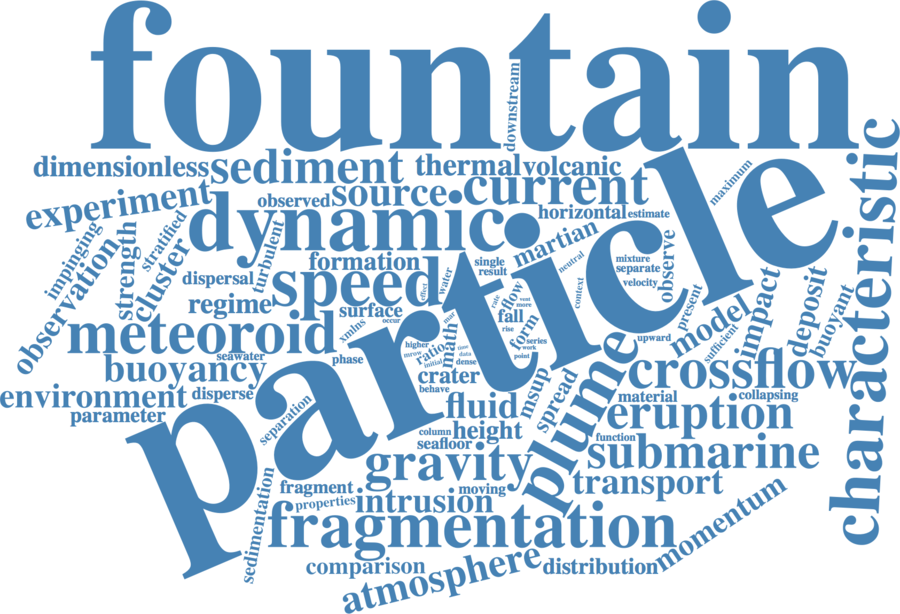 fountain
particle
characteristic
downstream
dimensionless
sediment
thermal
volcanic
maximum
experiment
observed
source
current
dynamic
horizontal
estimate
impinging
observation
strength
stratified
cluster
turbulent
martian
formation
single
result
neutral
mixture
separate
velocity
observe
dispersal
speed
effect
water
context
regime
surface
rate
flow
vent
more
fall
rise
present
model
impact
deposit
buoyant
meteoroid
xmlns
occur
mar
math
form
series
work
point
upward
sufficient
seawater
phase
higher
mrow
ratio
initial
data
dense
buoyancy
crater
behave
msup
spread
plume
crossflow
environment
disperse
material
collapsing
parameter
separation
fluid
eruption
column
height
function
seafloor
submarine
gravity
transport
sedimentation
fragment
properties
moving
intrusion
momentum
fragmentation
comparison
atmosphere
distribution